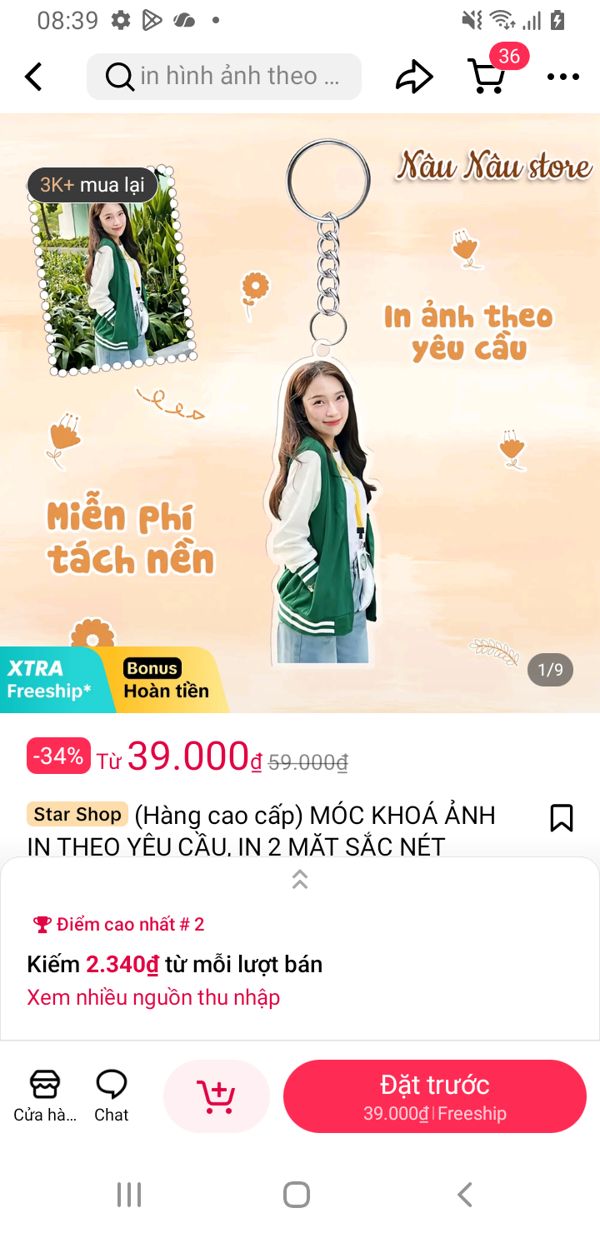 08:39
36
in hình ảnh theo ...
3K+ mua lại
Nâu Nâu store
In ảnh theo
yêu cầu
Miễn phí
tách nền
XTRA
Freeship*
Bonus
Hoàn tiền
1/9
-34% Từ 39.000₫ 59.000₫
Star Shop (Hàng cao cấp) MÓC KHOÁ ẢNH
IN THEO YÊU CẦU, IN 2 MẶT SẮC NÉT
Điểm cao nhất # 2
Kiếm 2.340₫ từ mỗi lượt bán
Xem nhiều nguồn thu nhập
Cửa hà...
Chat
Đặt trước
39.000₫ | Freeship